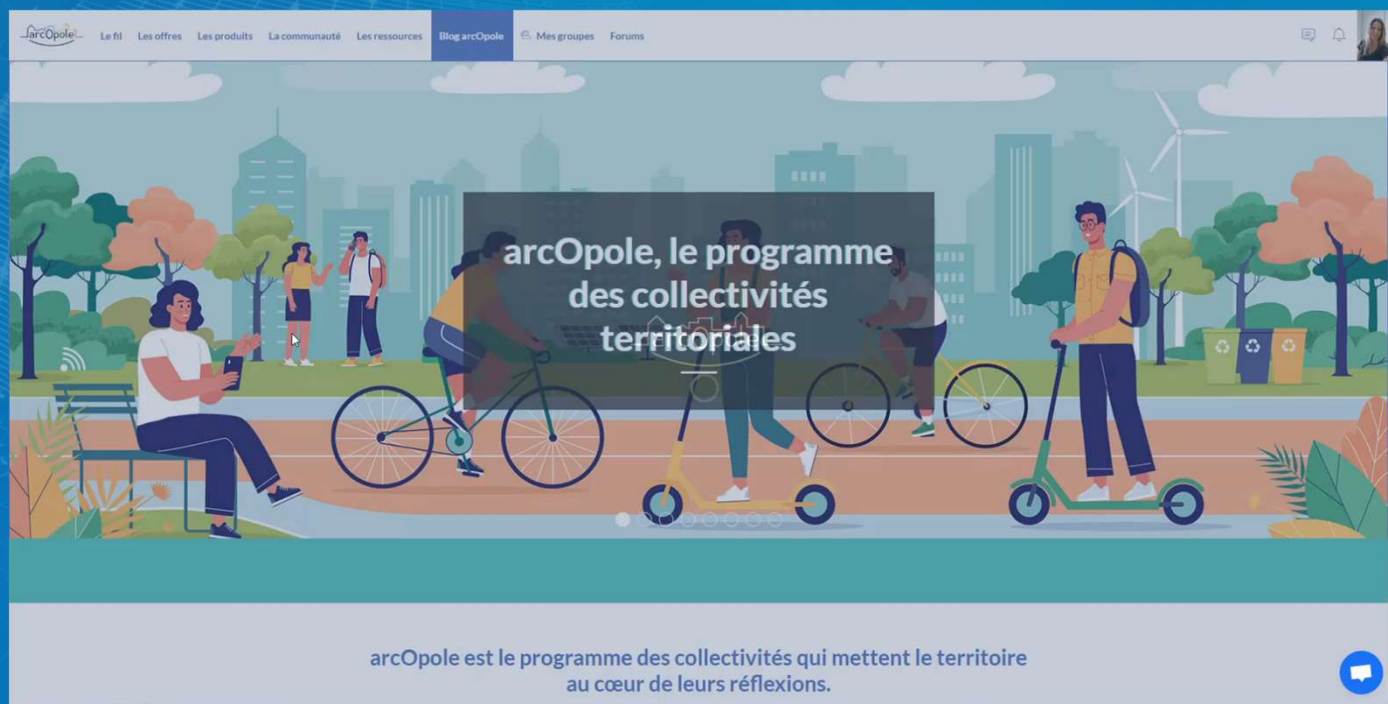 arcOpole
Le fil
Les offres
Les produits
La communauté
Les ressources
Blog arcOpole
Mes groupes
Forums
arcOpole, le programme
des collectivités
territoriales
arcOpole est le programme des collectivités qui mettent le territoire
au cœur de leurs réflexions.